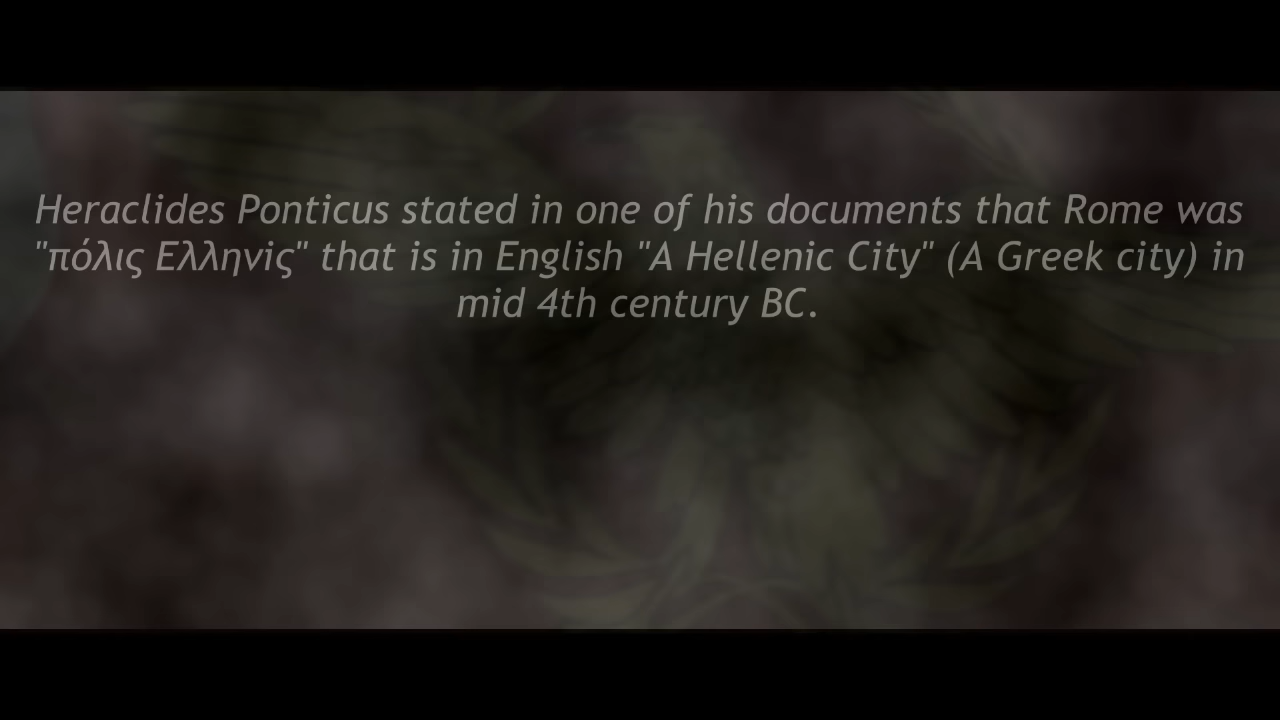 Heraclides Ponticus stated in one of his documents that Rome was
"πόλις Ελληνίς" that is in English "A Hellenic City" (A Greek city) in
mid 4th century BC.